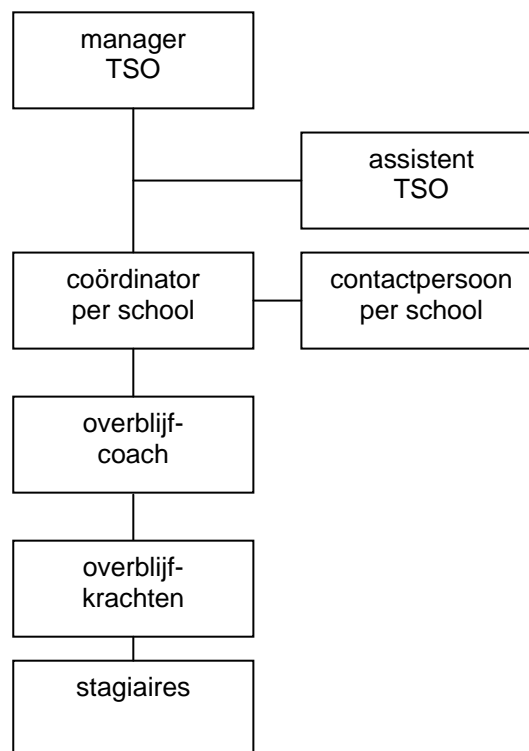 manager
TSO
assistent
TSO
coördinator
per school
contactpersoon
per school
overblijf-
coach
overblijf-
krachten
stagiaires